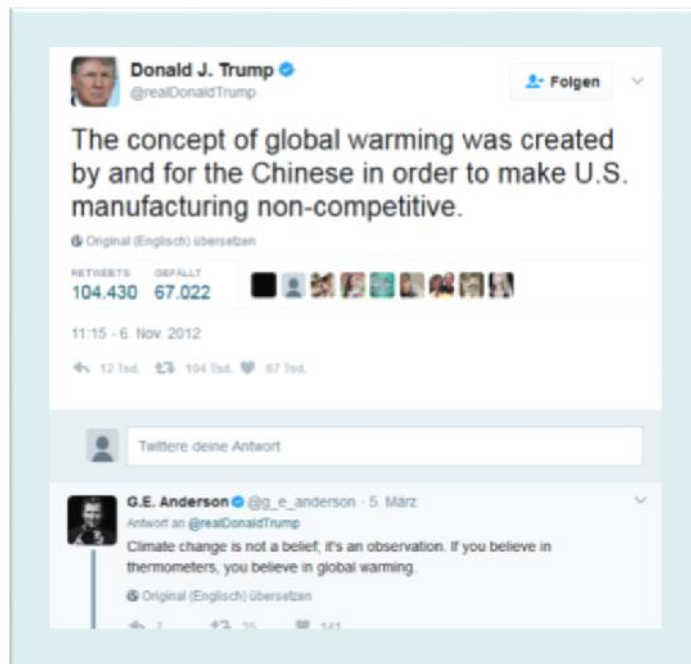 Donald J. Trump
@realDonaldTrump
Folgen
The concept of global warming was created
by and for the Chinese in order to make U.S.
manufacturing non-competitive.
Original (Englisch) übersetzen
RETWEETS GEFÄLLT
104.430 67.022
11:15 - 6. Nov. 2012
12 Tsd. 104 Tsd. 67 Tsd.
Twittere deine Antwort
G.E. Anderson @g_e_anderson · 5. März
Antwort an @realDonaldTrump
Climate change is not a belief; it's an observation. If you believe in
thermometers, you believe in global warming.
Original (Englisch) übersetzen